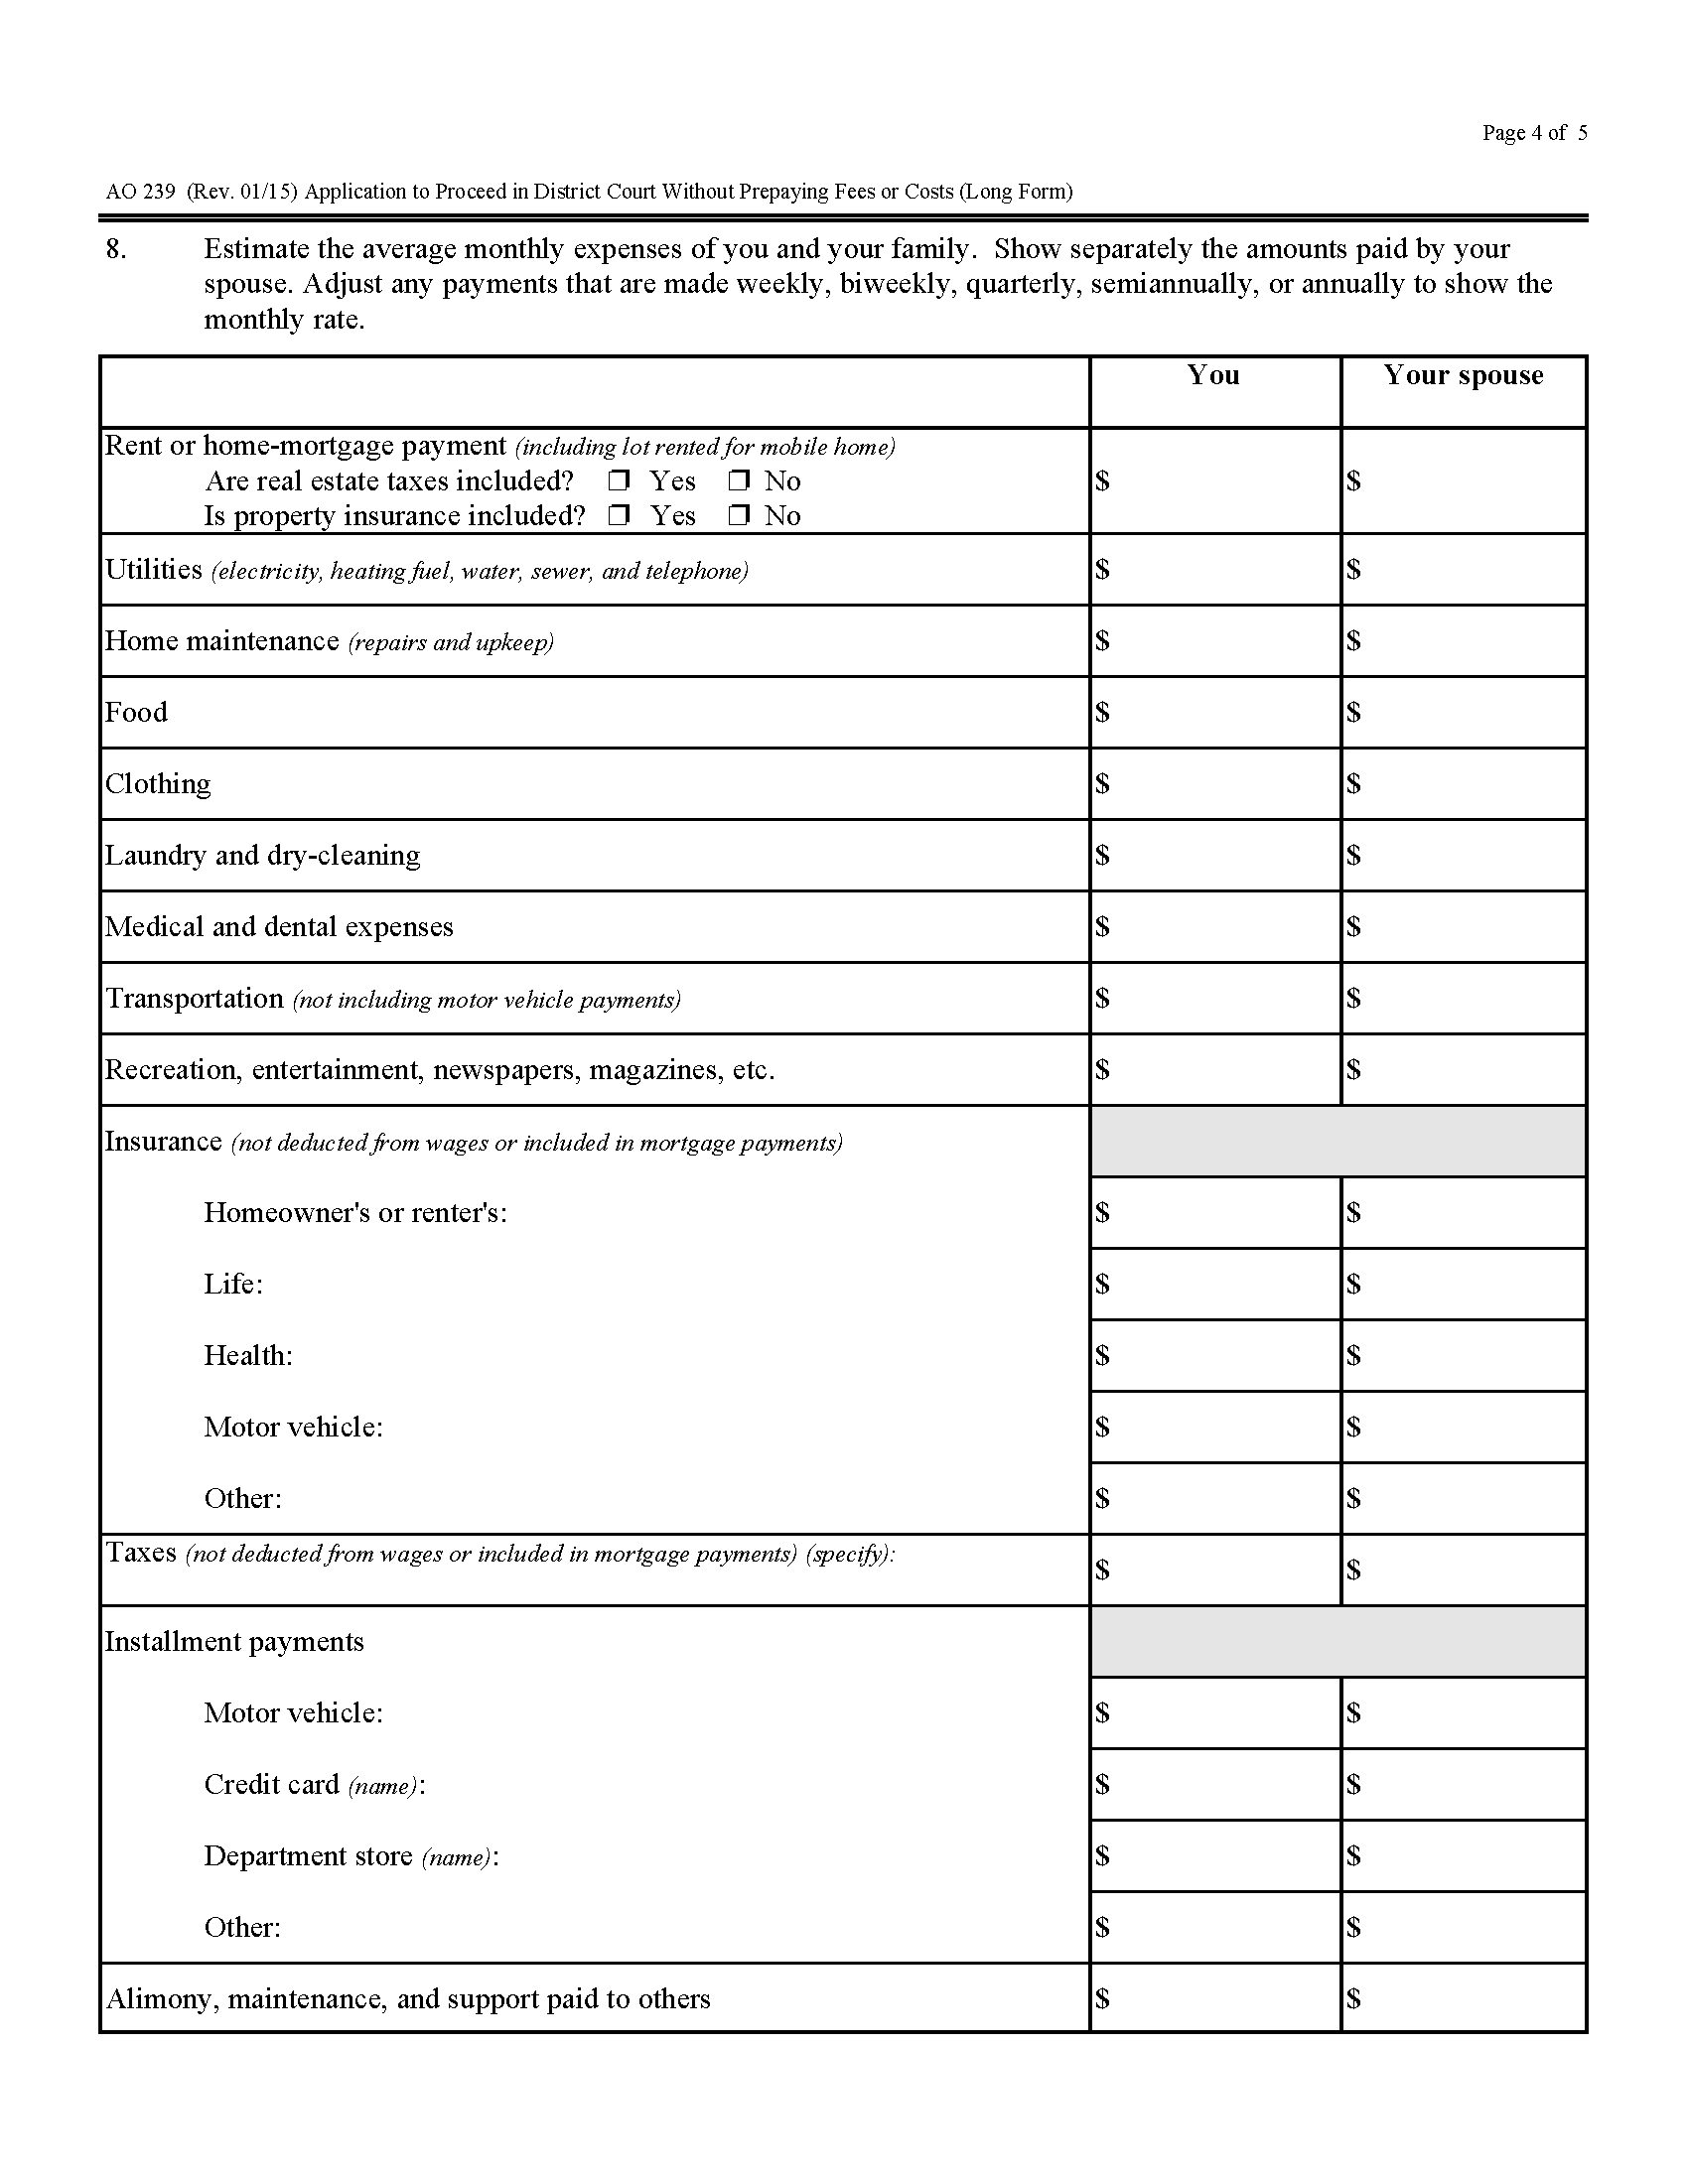 Page 4 of 5
AO 239 (Rev. 01/15) Application to Proceed in District Court Without Prepaying Fees or Costs (Long Form)
8. Estimate the average monthly expenses of you and your family. Show separately the amounts paid by your
spouse. Adjust any payments that are made weekly, biweekly, quarterly, semiannually, or annually to show the
monthly rate.
You Your spouse
Rent or home-mortgage payment (including lot rented for mobile home)
Are real estate taxes included? ❐ Yes ❐ No $ $
Is property insurance included? ❐ Yes ❐ No
Utilities (electricity, heating fuel, water, sewer, and telephone) $ $
Home maintenance (repairs and upkeep) $ $
Food $ $
Clothing $ $
Laundry and dry-cleaning $ $
Medical and dental expenses $ $
Transportation (not including motor vehicle payments) $ $
Recreation, entertainment, newspapers, magazines, etc. $ $
Insurance (not deducted from wages or included in mortgage payments)
Homeowner's or renter's: $ $
Life: $ $
Health: $ $
Motor vehicle: $ $
Other: $ $
Taxes (not deducted from wages or included in mortgage payments) (specify): $ $
Installment payments
Motor vehicle: $ $
Credit card (name): $ $
Department store (name): $ $
Other: $ $
Alimony, maintenance, and support paid to others $ $